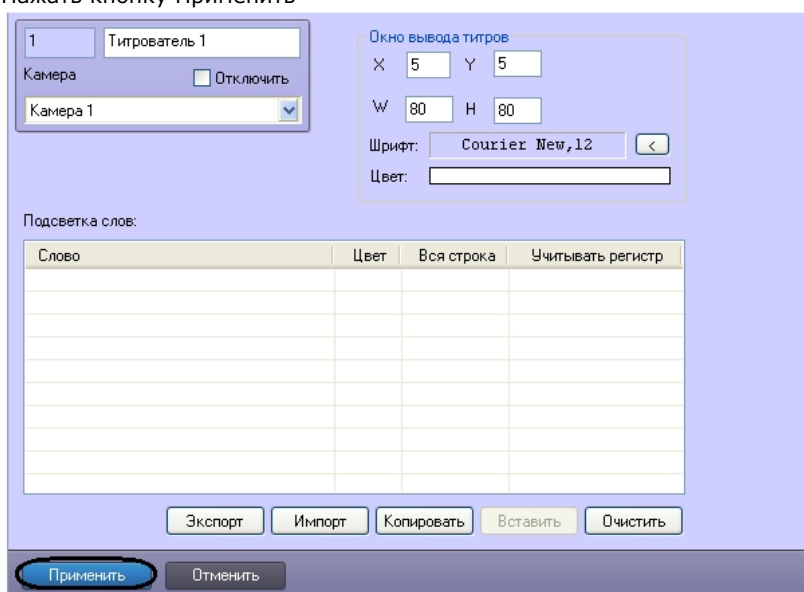 Нажать кнопку Применить
1 Титрователь 1
Камера Отключить
Камера 1
Окно вывода титров
X 5 Y 5
W 80 H 80
Шрифт: Courier New,12 <
Цвет:
Подсветка слов:
Слово Цвет Вся строка Учитывать регистр
Экспорт Импорт Копировать Вставить Очистить
Применить Отменить